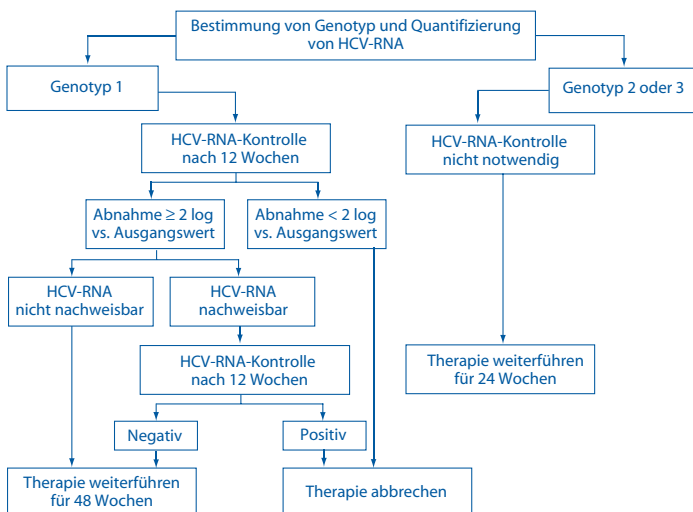 Bestimmung von Genotyp und Quantifizierung
von HCV-RNA
Genotyp 1
Genotyp 2 oder 3
HCV-RNA-Kontrolle
nach 12 Wochen
HCV-RNA-Kontrolle
nicht notwendig
Abnahme ≥ 2 log
vs. Ausgangswert
Abnahme < 2 log
vs. Ausgangswert
HCV-RNA
nicht nachweisbar
HCV-RNA
nachweisbar
HCV-RNA-Kontrolle
nach 12 Wochen
Therapie weiterführen
für 24 Wochen
Negativ
Positiv
Therapie weiterführen
für 48 Wochen
Therapie abbrechen